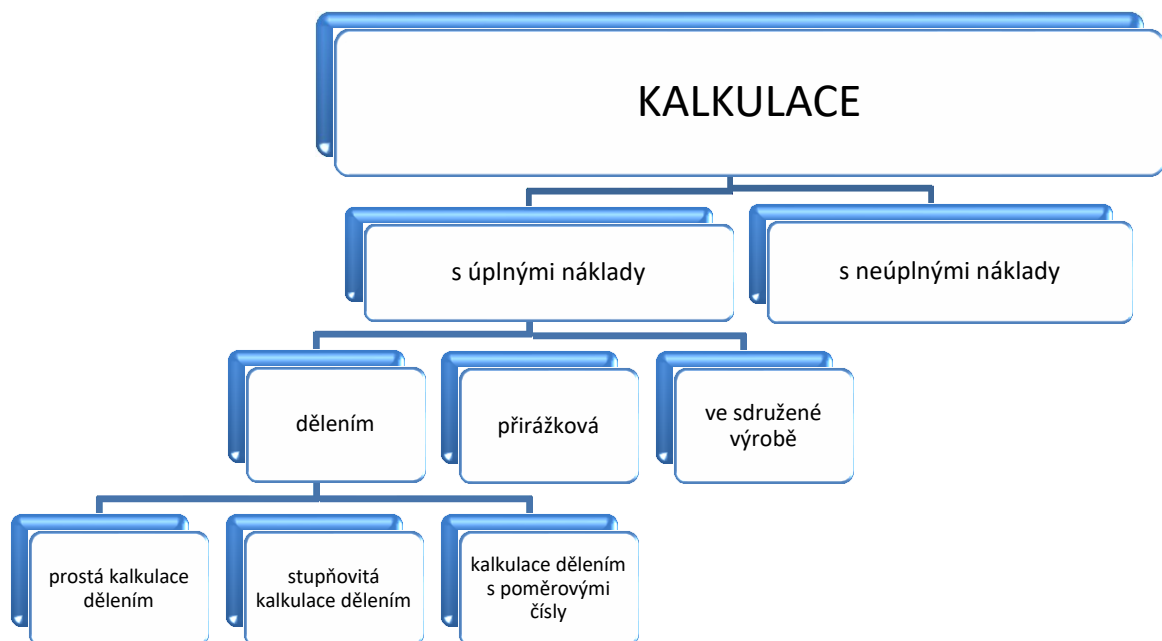 KALKULACE
s úplnými náklady
s neúplnými náklady
dělením
přirážková
ve sdružené
výrobě
prostá kalkulace
dělením
stupňovitá
kalkulace dělením
kalkulace dělením
s poměrovými
čísly